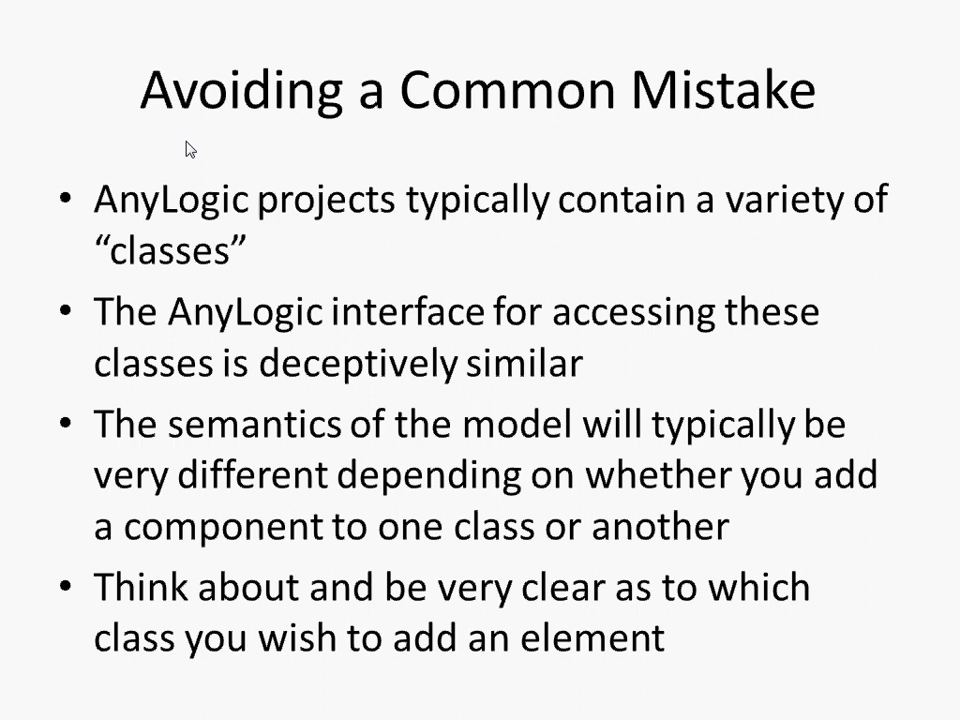 Avoiding a Common Mistake
• AnyLogic projects typically contain a variety of
“classes”
• The AnyLogic interface for accessing these
classes is deceptively similar
• The semantics of the model will typically be
very different depending on whether you add
a component to one class or another
• Think about and be very clear as to which
class you wish to add an element